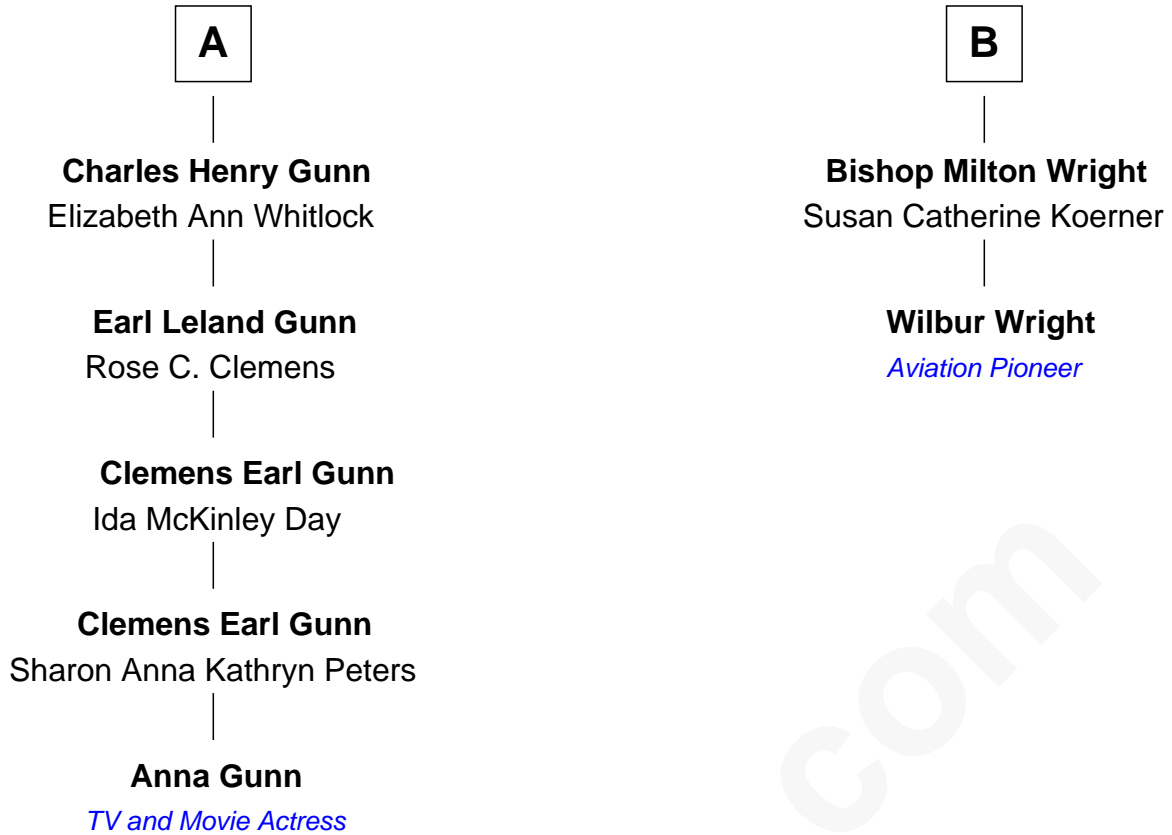 A
Charles Henry Gunn
Elizabeth Ann Whitlock
Earl Leland Gunn
Rose C. Clemens
Clemens Earl Gunn
Ida McKinley Day
Clemens Earl Gunn
Sharon Anna Kathryn Peters
Anna Gunn
TV and Movie Actress
B
Bishop Milton Wright
Susan Catherine Koerner
Wilbur Wright
Aviation Pioneer
com